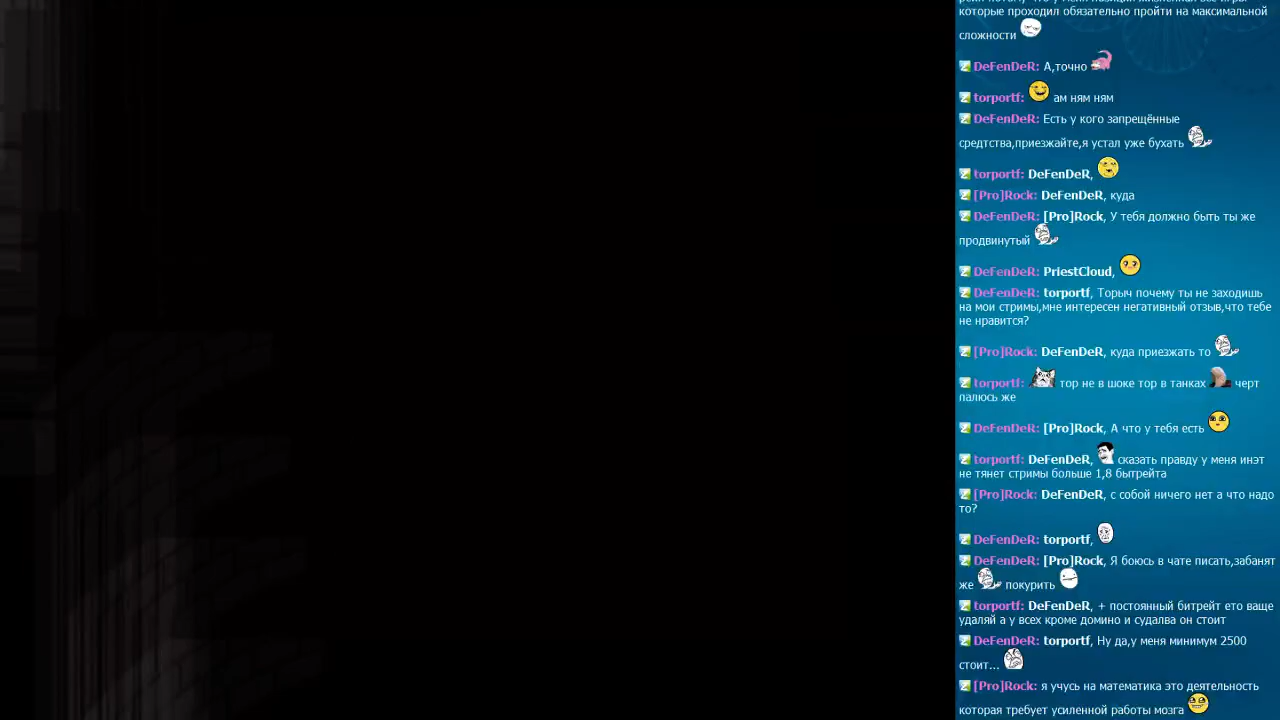 которые проходил обязательно пройти на максимальной
сложности
DeFenDeR: А,точно
torportf: ам ням ням
DeFenDeR: Есть у кого запрещённые
средтства,приезжайте,я устал уже бухать
torportf: DeFenDeR,
[Pro]Rock: DeFenDeR, куда
DeFenDeR: [Pro]Rock, У тебя должно быть ты же
продвинутый
DeFenDeR: PriestCloud,
DeFenDeR: torportf, Торыч почему ты не заходишь
на мои стримы,мне интересен негативный отзыв,что тебе
не нравится?
[Pro]Rock: DeFenDeR, куда приезжать то
torportf: тор не в шоке тор в танках черт
палюсь же
DeFenDeR: [Pro]Rock, А что у тебя есть
torportf: DeFenDeR, сказать правду у меня инэт
не тянет стримы больше 1,8 бытрейта
[Pro]Rock: DeFenDeR, с собой ничего нет а что надо
то?
DeFenDeR: torportf,
DeFenDeR: [Pro]Rock, Я боюсь в чате писать,забанят
же покурить
torportf: DeFenDeR, + постоянный битрейт ето ваще
удаляй а у всех кроме домино и судалва он стоит
DeFenDeR: torportf, Ну да,у меня минимум 2500
стоит...
[Pro]Rock: я учусь на математика это деятельность
которая требует усиленной работы мозга